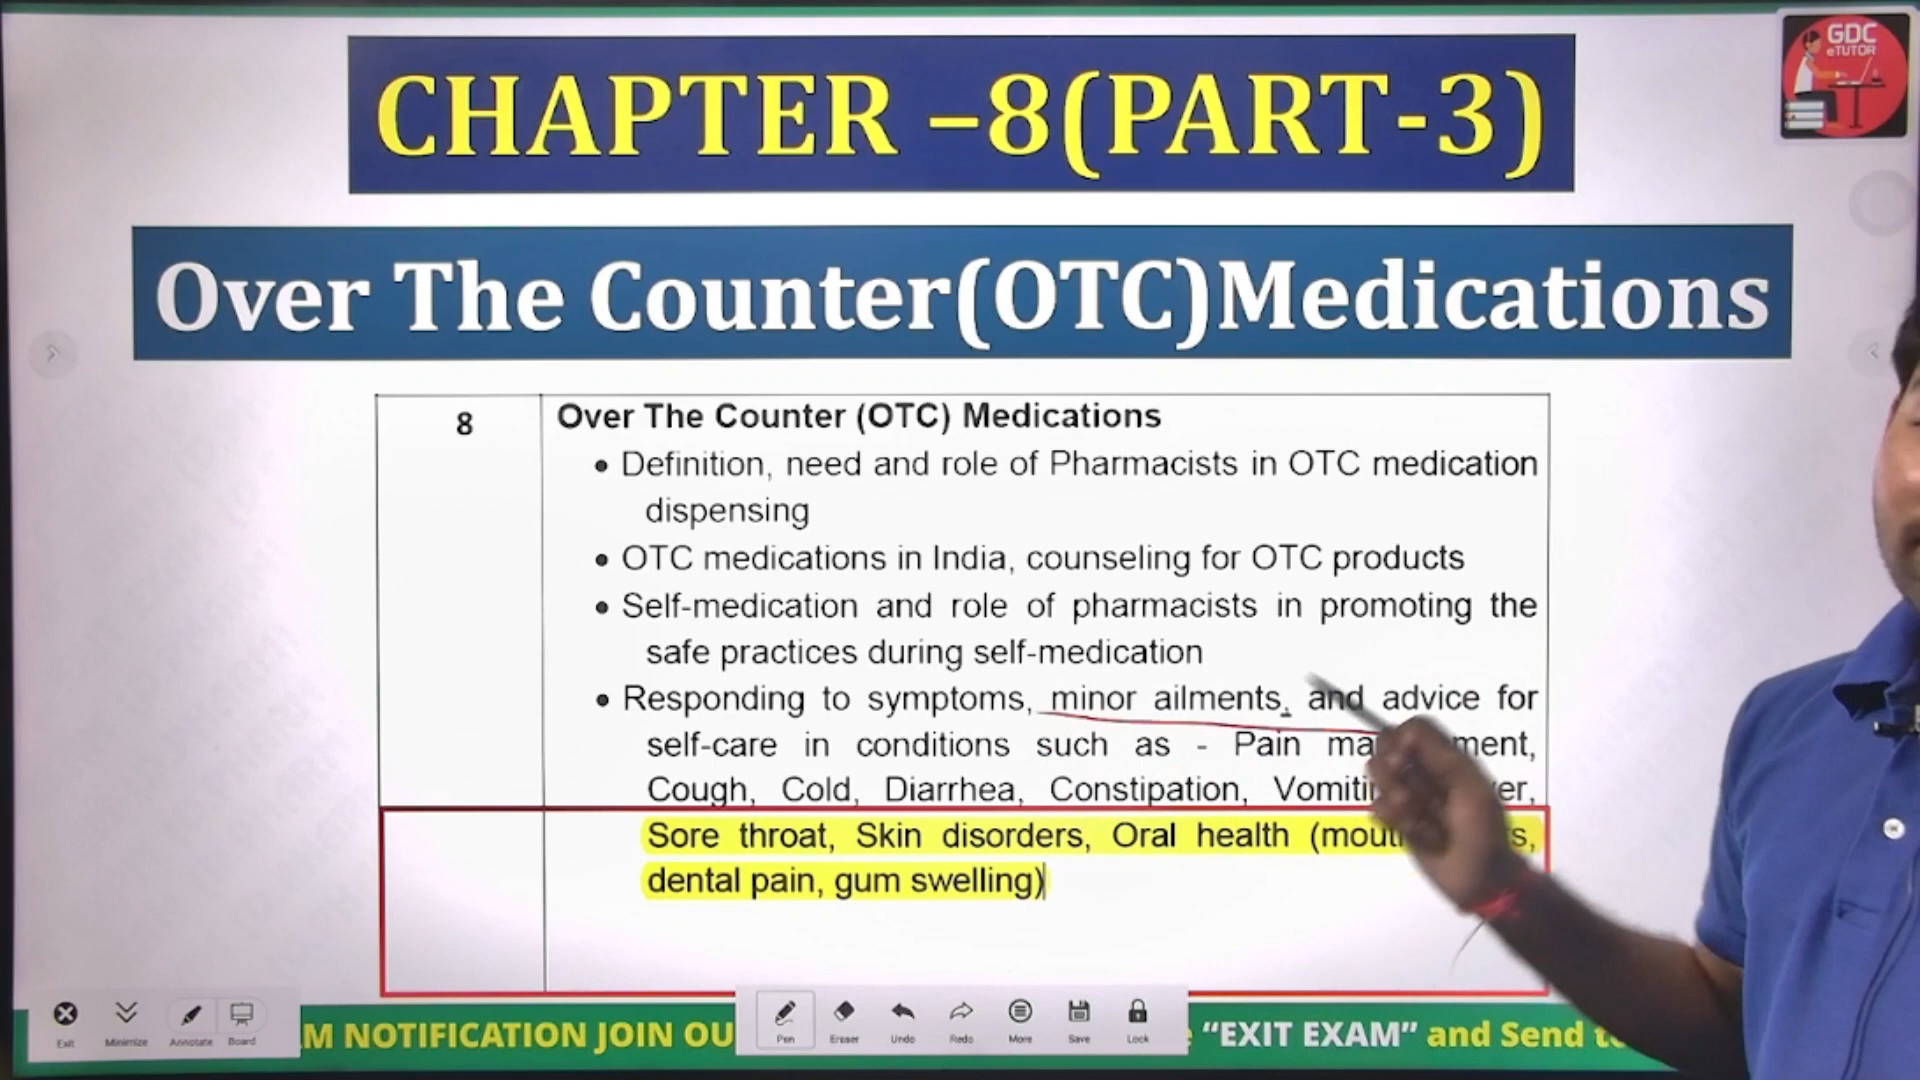 GDC
eTUTOR
CHAPTER –8(PART-3)
Over The Counter(OTC)Medications
8
Over The Counter (OTC) Medications
• Definition, need and role of Pharmacists in OTC medication
dispensing
• OTC medications in India, counseling for OTC products
• Self-medication and role of pharmacists in promoting the
safe practices during self-medication
• Responding to symptoms, minor ailments, and advice for
self-care in conditions such as - Pain
Cough, Cold, Diarrhea, Constipation,
Sore throat, Skin disorders, Oral health
dental pain, gum swelling)
Exit
Minimize
Annotate
Board
NOTIFICATION JOIN
Pen
Eraser
Undo
Redo
More
Save
Lock
“EXIT EXAM” and Send